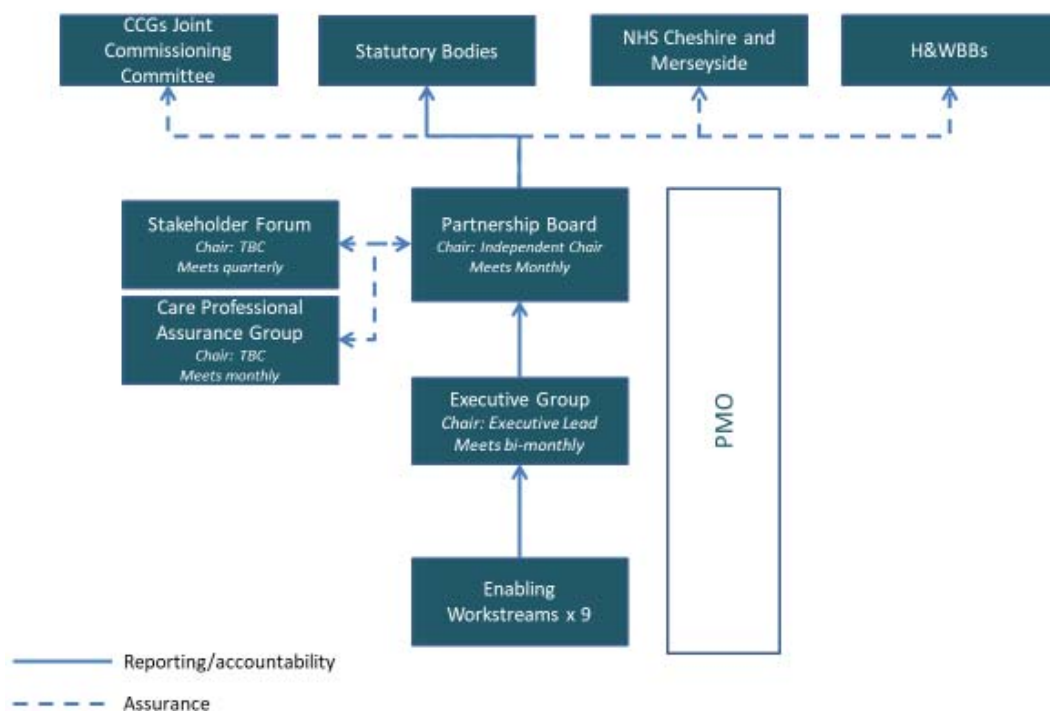 CCGs Joint
Commissioning
Committee
Statutory Bodies
NHS Cheshire and
Merseyside
H&WBBs
Stakeholder Forum
Chair: TBC
Meets quarterly
Partnership Board
Chair: Independent Chair
Meets Monthly
Care Professional
Assurance Group
Chair: TBC
Meets monthly
Executive Group
Chair: Executive Lead
Meets bi-monthly
PMO
Enabling
Workstreams x 9
Reporting/accountability
Assurance